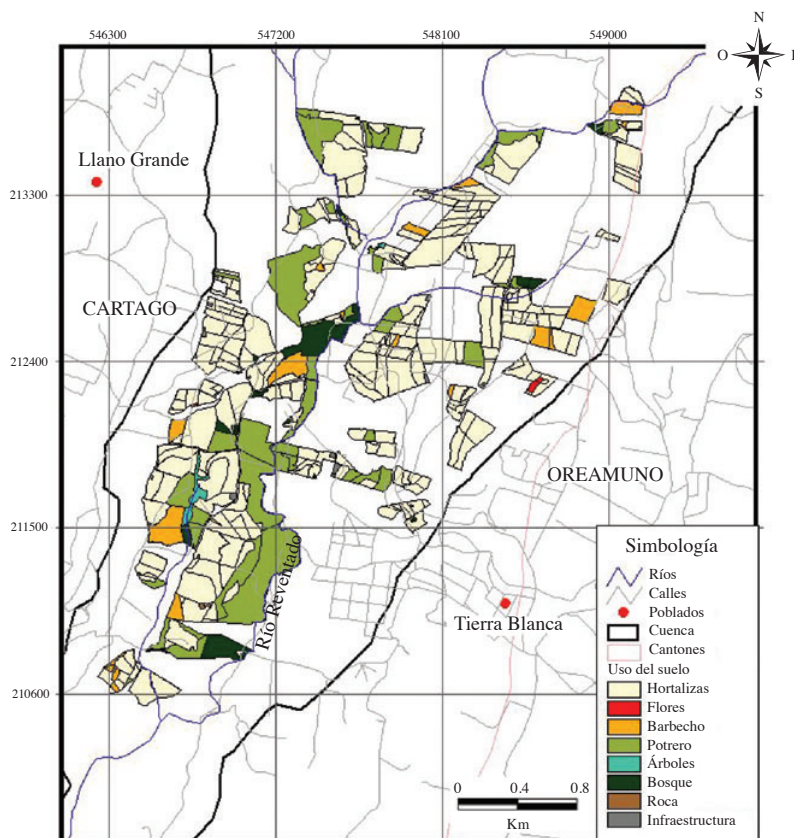 546300 547200 548100 549000
N
O E
S
Llano Grande
213300
CARTAGO
212400
OREAMUNO
211500
Río Reventado
Tierra Blanca
210600
Simbología
Ríos
Calles
Poblados
Cuenca
Cantones
Uso del suelo
Hortalizas
Flores
Barbecho
Potrero
Árboles
Bosque
Roca
Infraestructura
0 0.4 0.8
Km